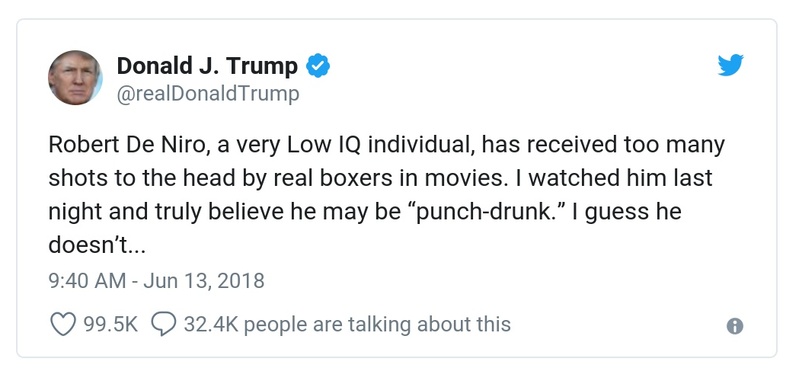 Donald J. Trump
@realDonaldTrump
Robert De Niro, a very Low IQ individual, has received too many
shots to the head by real boxers in movies. I watched him last
night and truly believe he may be “punch-drunk.” I guess he
doesn’t...
9:40 AM - Jun 13, 2018
99.5K 32.4K people are talking about this